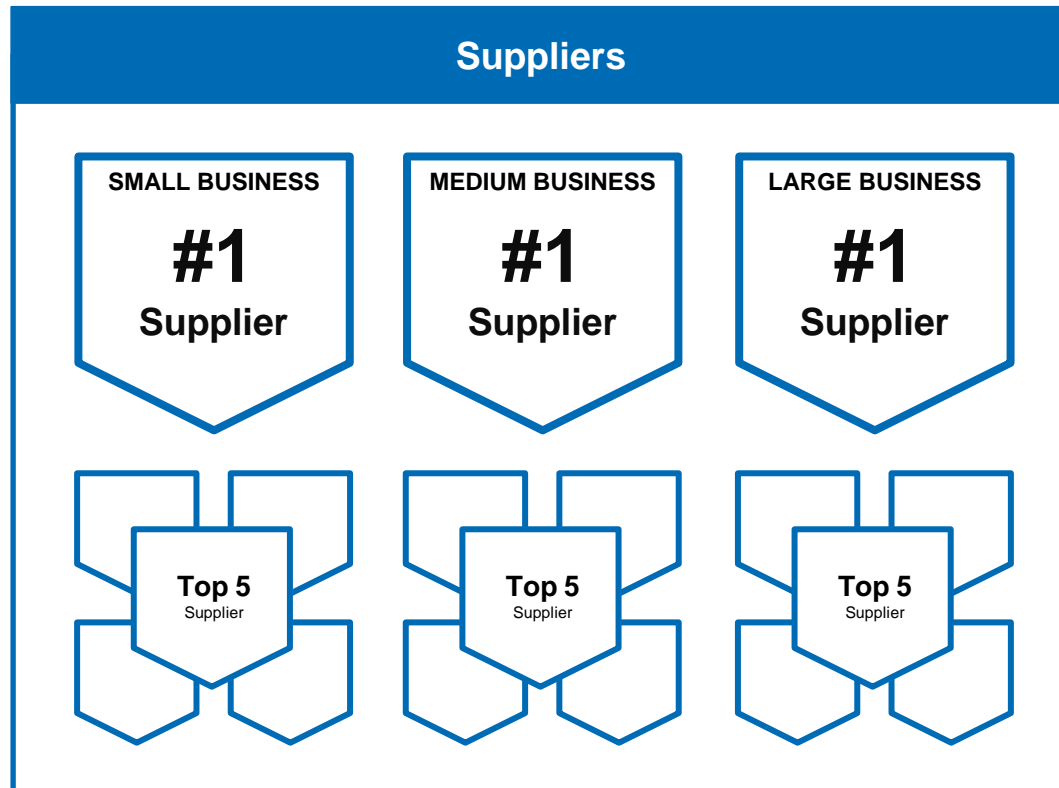 Suppliers
SMALL BUSINESS
#1
Supplier
MEDIUM BUSINESS
#1
Supplier
LARGE BUSINESS
#1
Supplier
Top 5
Supplier
Top 5
Supplier
Top 5
Supplier